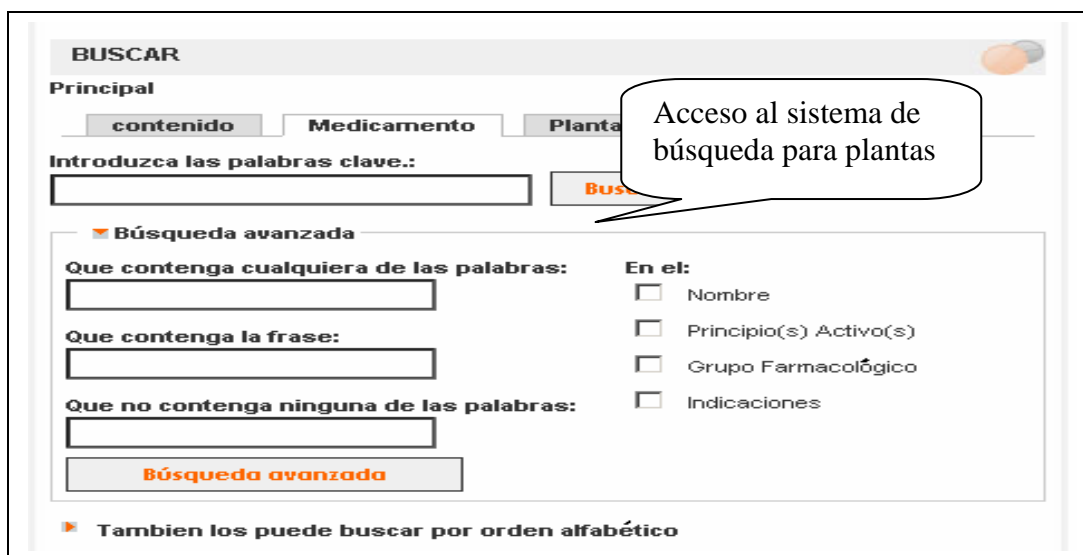 BUSCAR
Principal
contenido Medicamento Planta
Acceso al sistema de
búsqueda para plantas
Introduzca las palabras clave.:
Búsqueda avanzada
Que contenga cualquiera de las palabras: En el:
Nombre
Que contenga la frase: Principio(s) Activo(s)
Grupo Farmacológico
Que no contenga ninguna de las palabras: Indicaciones
Búsqueda avanzada
Tambien los puede buscar por orden alfabético